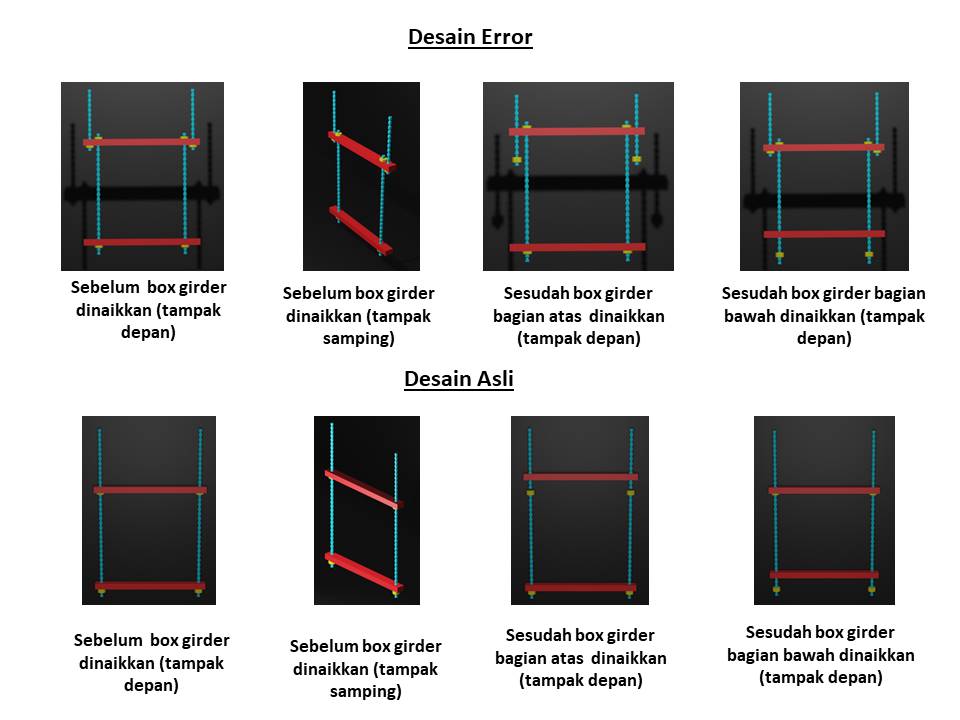 Desain Error
Sebelum box girder
dinaikkan (tampak
depan)
Sebelum box girder
dinaikkan (tampak
samping)
Sesudah box girder
bagian atas dinaikkan
(tampak depan)
Sesudah box girder bagian
bawah dinaikkan (tampak
depan)
Desain Asli
Sebelum box girder
dinaikkan (tampak
depan)
Sebelum box girder
dinaikkan (tampak
samping)
Sesudah box girder
bagian atas dinaikkan
(tampak depan)
Sesudah box girder
bagian bawah dinaikkan
(tampak depan)